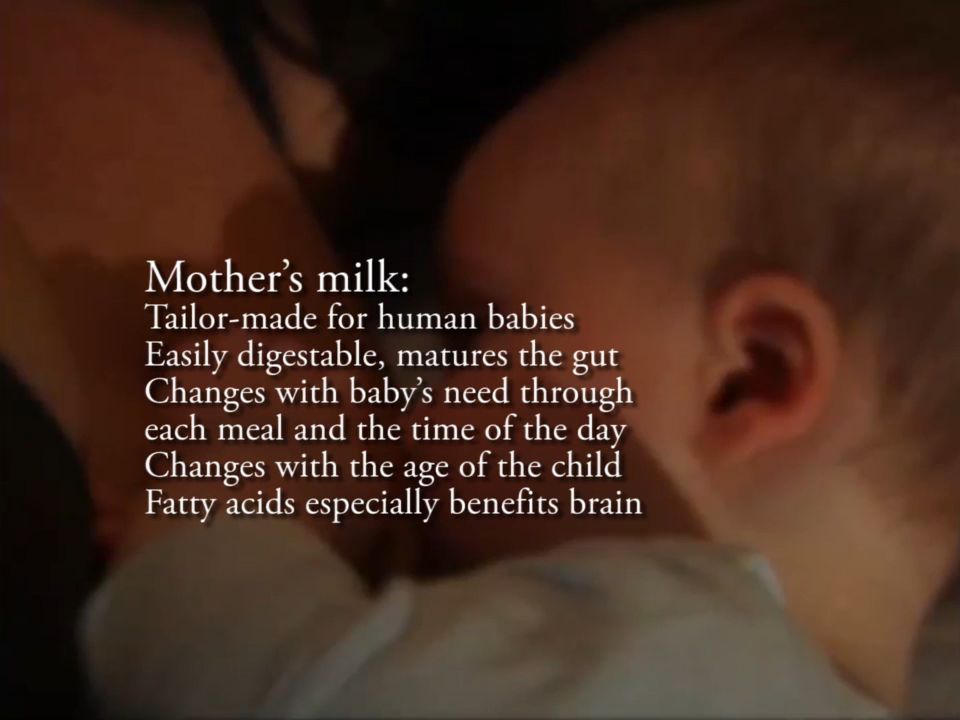 Mother’s milk:
Tailor-made for human babies
Easily digestable, matures the gut
Changes with baby’s need through
each meal and the time of the day
Changes with the age of the child
Fatty acids especially benefits brain